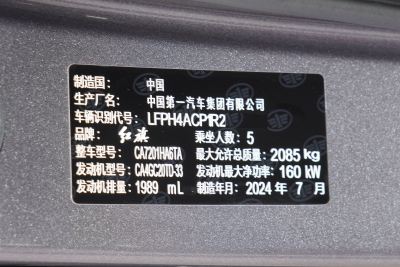 制造国： 中国
生产厂名： 中国第一汽车集团有限公司
车辆识别代号： LFPH4ACP1R2
品牌： 红旗 乘坐人数： 5
整车型号： CA7201HA6TA 最大允许总质量： 2085 kg
发动机型号： CA4GC20TD-33 发动机最大净功率： 160 kW
发动机排量： 1989 mL 制造年月： 2024 年 7 月